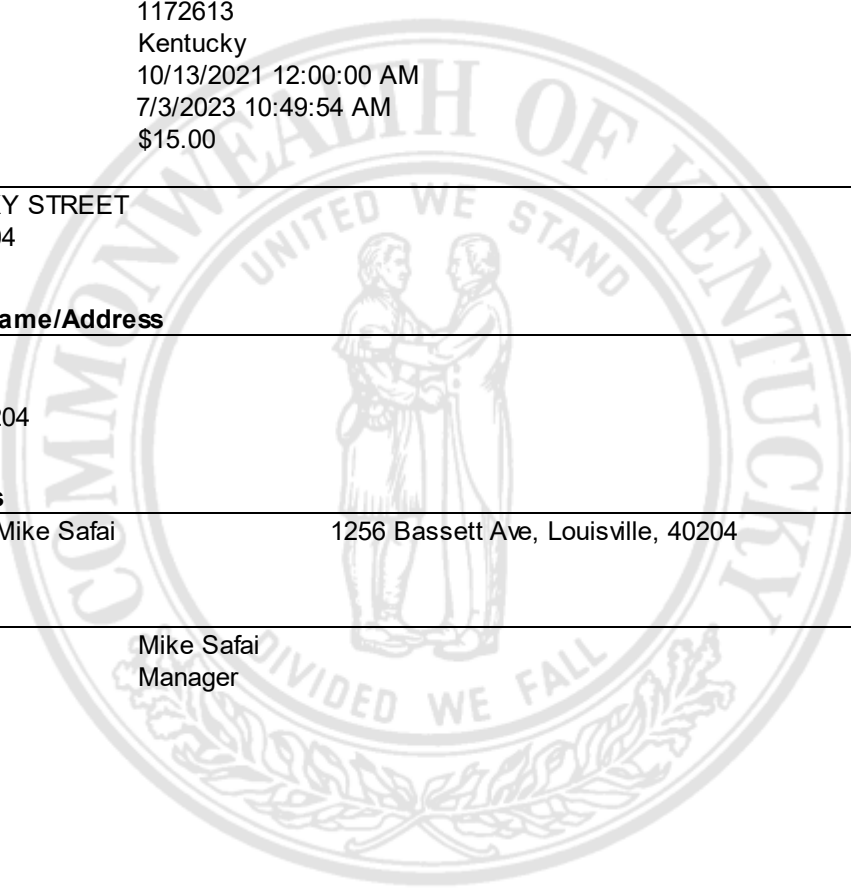 1172613
Kentucky
10/13/2021 12:00:00 AM
7/3/2023 10:49:54 AM
$15.00
Y STREET
04
ame/Address
204
s
Mike Safai 1256 Bassett Ave, Louisville, 40204
Mike Safai
Manager
COMMONWEALTH OF KENTUCKY
UNITED WE STAND
DIVIDED WE FALL